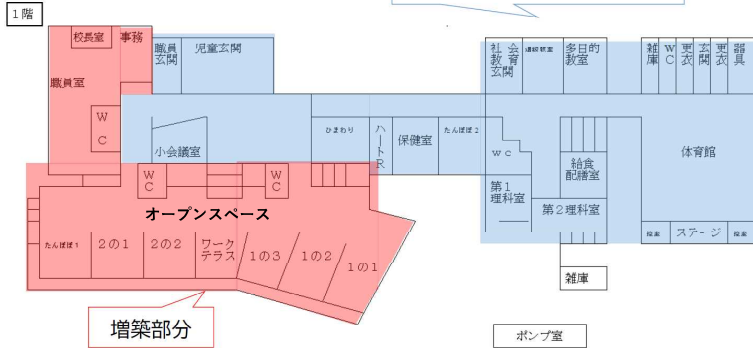 1階
校長室
事務
職員室
WC
職員
玄関
児童玄関
小会議室
ひまわり
ハートR
保健室
たんぽぽ2
社会
教育
玄関
多目的
教室
雑庫
WC
更衣
玄関
更衣
器具
WC
第1
理科室
給食
配膳室
第2理科室
体育館
ステージ
雑庫
WC
WC
オープンスペース
たんぽぽ1
2の1
2の2
ワーク
テラス
1の3
1の2
1の1
増築部分
ポンプ室